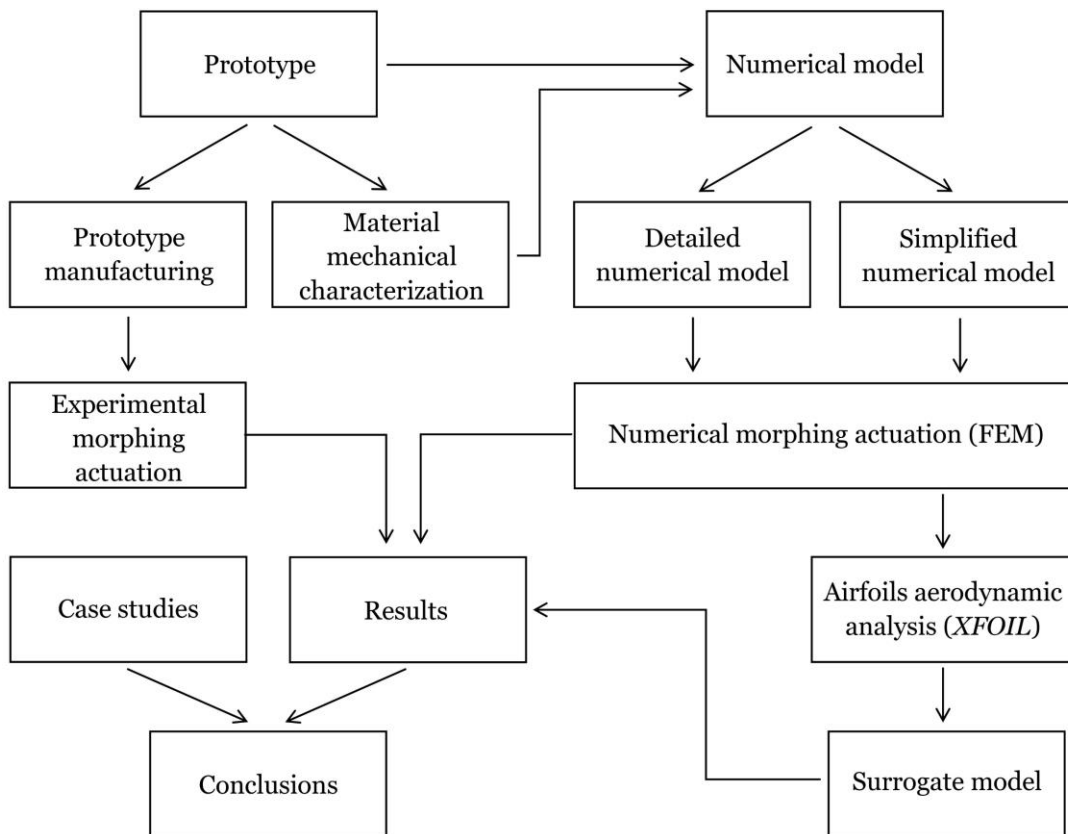 Prototype
Numerical model
Prototype
manufacturing
Material
mechanical
characterization
Detailed
numerical model
Simplified
numerical model
Experimental
morphing
actuation
Numerical morphing actuation (FEM)
Case studies
Results
Airfoils aerodynamic
analysis (XFOIL)
Conclusions
Surrogate model